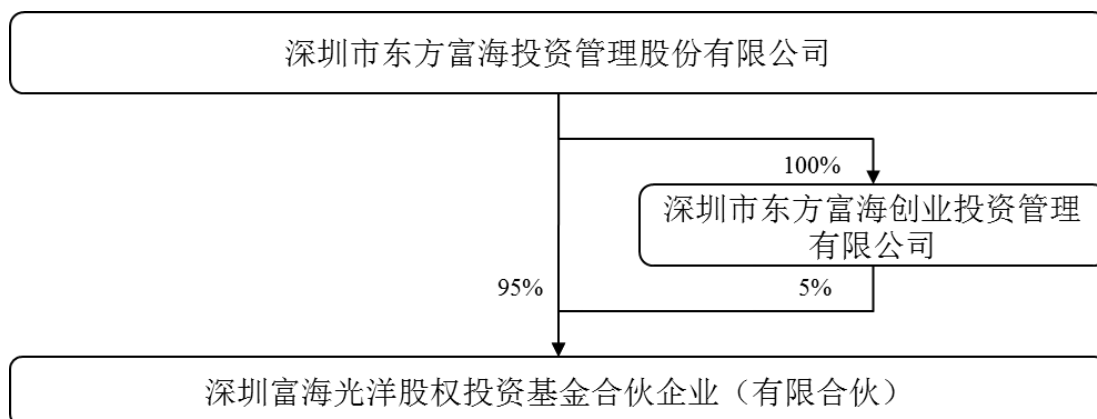 深圳市东方富海投资管理股份有限公司
100%
深圳市东方富海创业投资管理
有限公司
95%
5%
深圳富海光洋股权投资基金合伙企业（有限合伙）